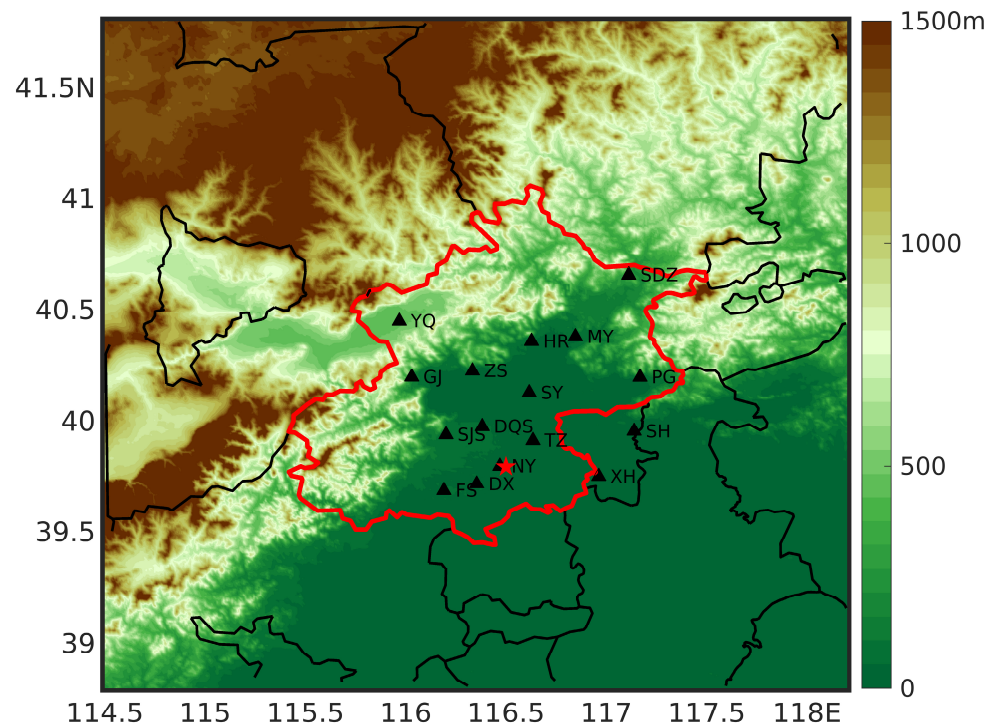 1500m
41.5N
41
1000
SDZ
40.5
YQ
HR
MY
ZS
GJ
PG
SY
40
DQS
SJS
TZ
SH
500
NY
XH
DX
FS
39.5
39
0
114.5 115 115.5 116 116.5 117 117.5 118E